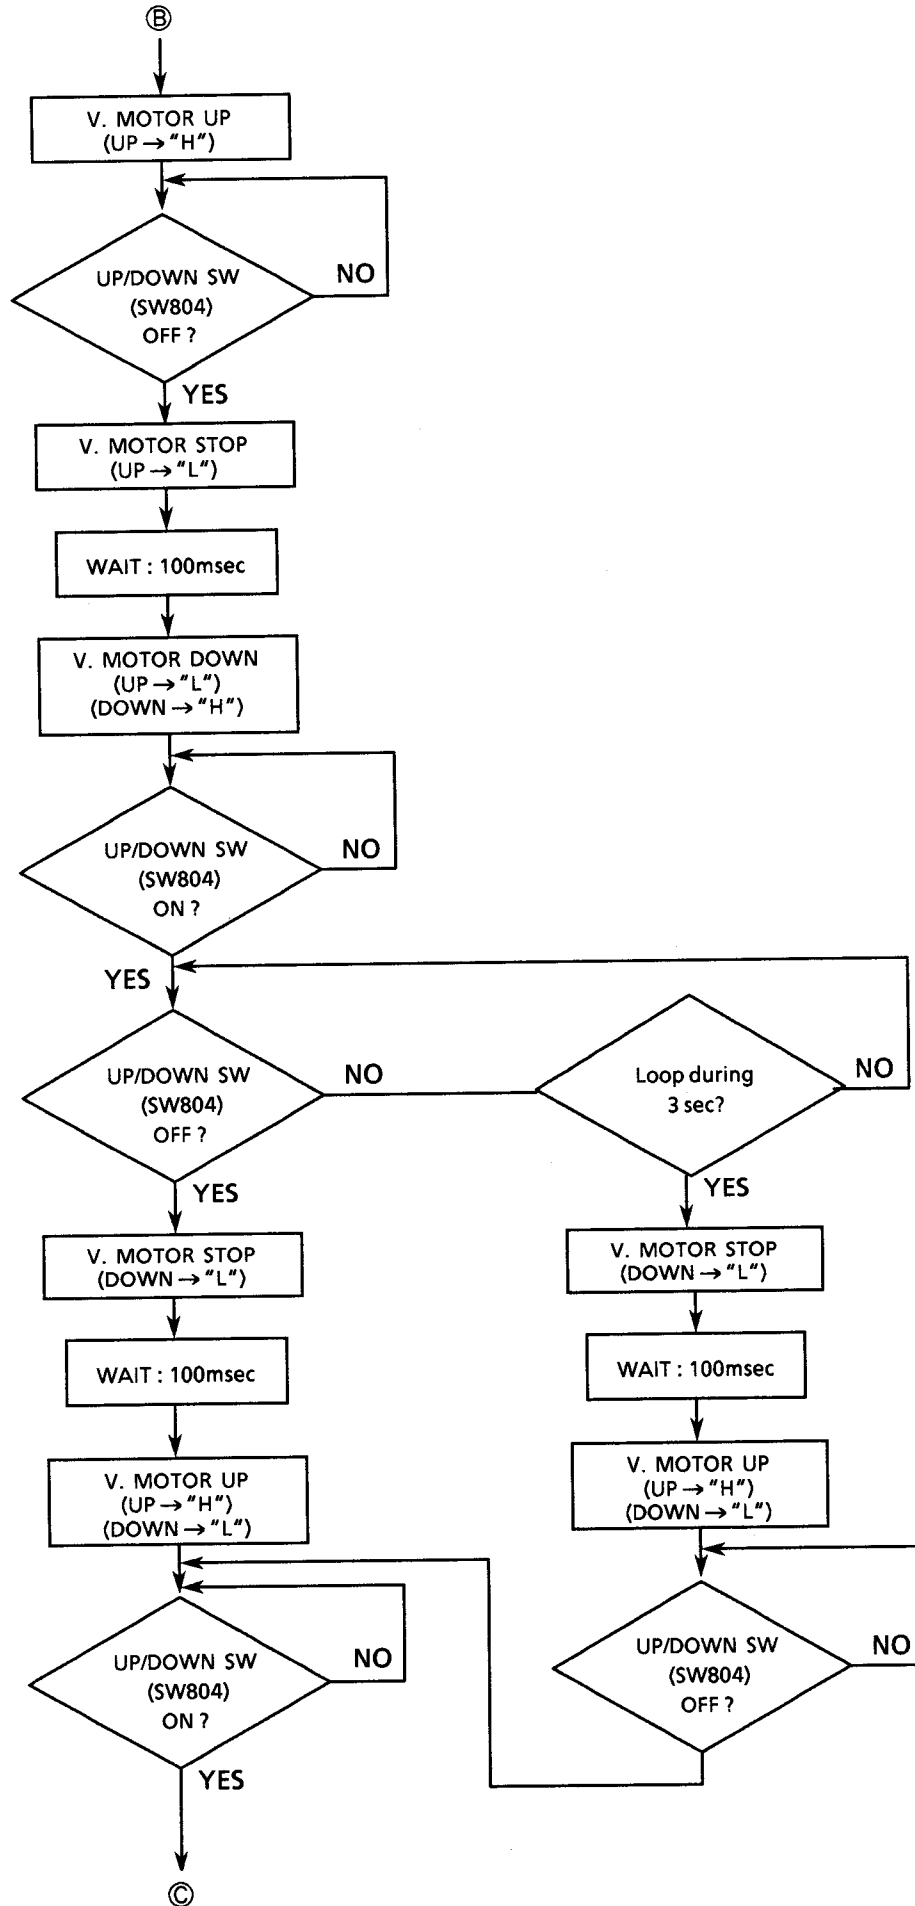 Ⓑ
V. MOTOR UP
(UP → "H")
UP/DOWN SW
(SW804)
OFF ?
NO
YES
V. MOTOR STOP
(UP → "L")
WAIT : 100msec
V. MOTOR DOWN
(UP → "L")
(DOWN → "H")
UP/DOWN SW
(SW804)
ON ?
NO
YES
UP/DOWN SW
(SW804)
OFF ?
NO
Loop during
3 sec?
NO
YES
V. MOTOR STOP
(DOWN → "L")
WAIT : 100msec
V. MOTOR UP
(UP → "H")
(DOWN → "L")
UP/DOWN SW
(SW804)
ON ?
NO
YES
Ⓒ
YES
V. MOTOR STOP
(DOWN → "L")
WAIT : 100msec
V. MOTOR UP
(UP → "H")
(DOWN → "L")
UP/DOWN SW
(SW804)
OFF ?
NO